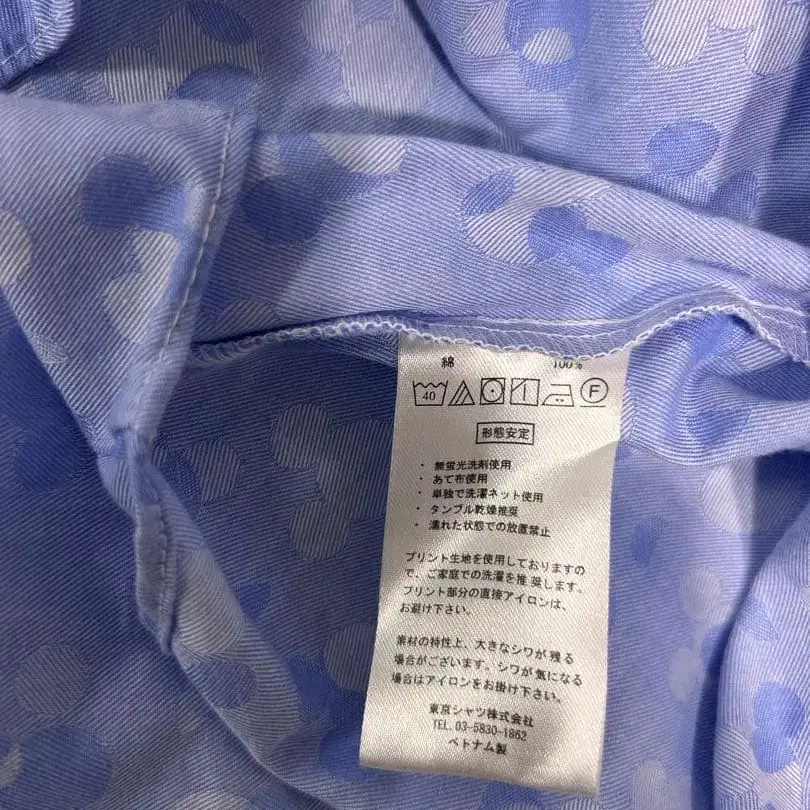 綿 100%
40 F
形態安定
・ 無蛍光洗剤使用
・ あて布使用
・ 単独で洗濯ネット使用
・ タンブル乾燥推奨
・ 濡れた状態での放置禁止
プリント生地を使用しておりますの
で、ご家庭での洗濯を推 奨します。
プリント部分の直接アイロンは、
お避け下さい。
素材の特性上、大きなシワが 残る
場合がございます、シワが 気になる
場合はアイロンをお掛け下さい。
東京シャツ株式会社
TEL. 03-5830-1862
ベトナム製